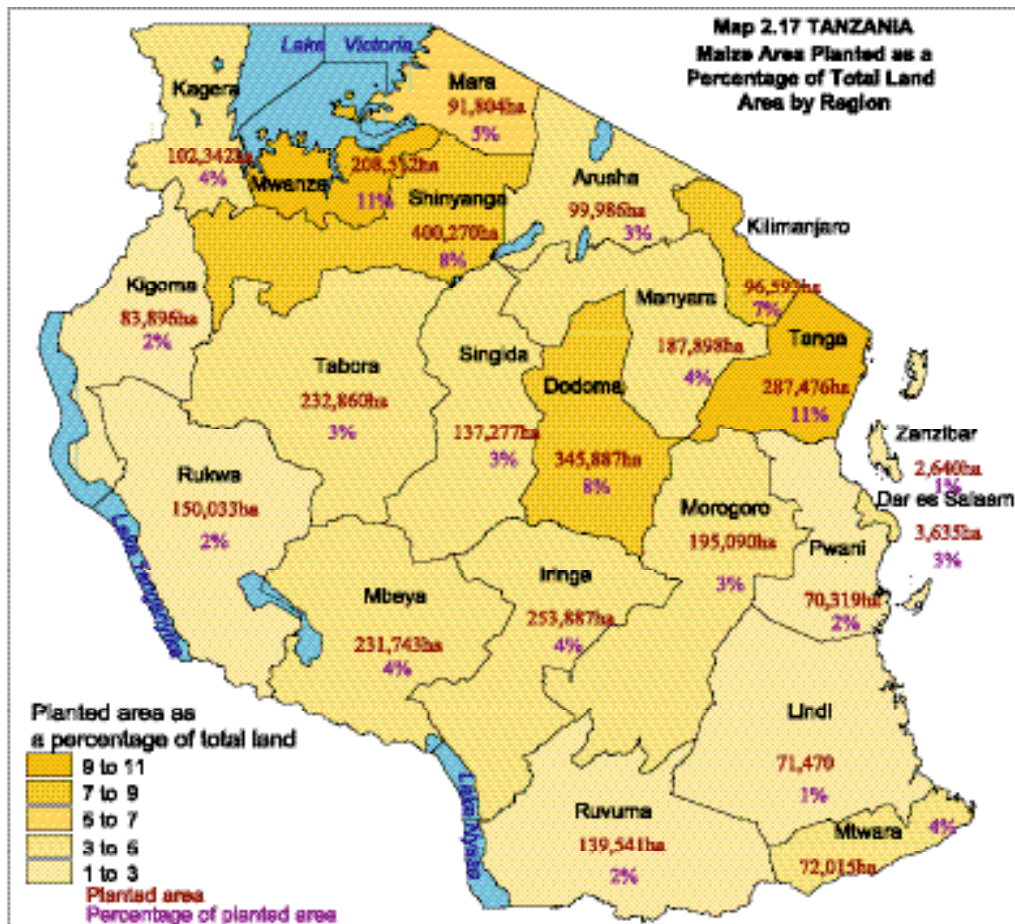 Map 2.17 TANZANIA
Maize Area Planted as a
Percentage of Total Land
Area by Region
Lake Victoria
Kagera
102,342ha
4%
Mara
91,804ha
5%
Mwanza
11%
Shinyanga
400,270ha
8%
Arusha
99,986ha
3%
Kilimanjaro
7%
Kigoma
83,896ha
2%
Tabora
232,860ha
3%
Singida
137,277ha
3%
Dodoma
345,887ha
8%
Manyara
187,898ha
4%
Tanga
287,476ha
11%
Zanzibar
2,640ha
1%
Dar es Salaam
3,635ha
3%
Rukwa
150,033ha
2%
Lake Tanganyika
Mbeya
231,743ha
4%
Iringa
253,887ha
4%
Morogoro
195,090ha
3%
Pwani
70,319ha
2%
Lindi
71,470
1%
Lake Nyasa
Ruvuma
139,541ha
2%
Mtwara
4%
72,015ha
Planted area as
a percentage of total land
9 to 11
7 to 9
5 to 7
3 to 5
1 to 3
Planted area
Percentage of planted area